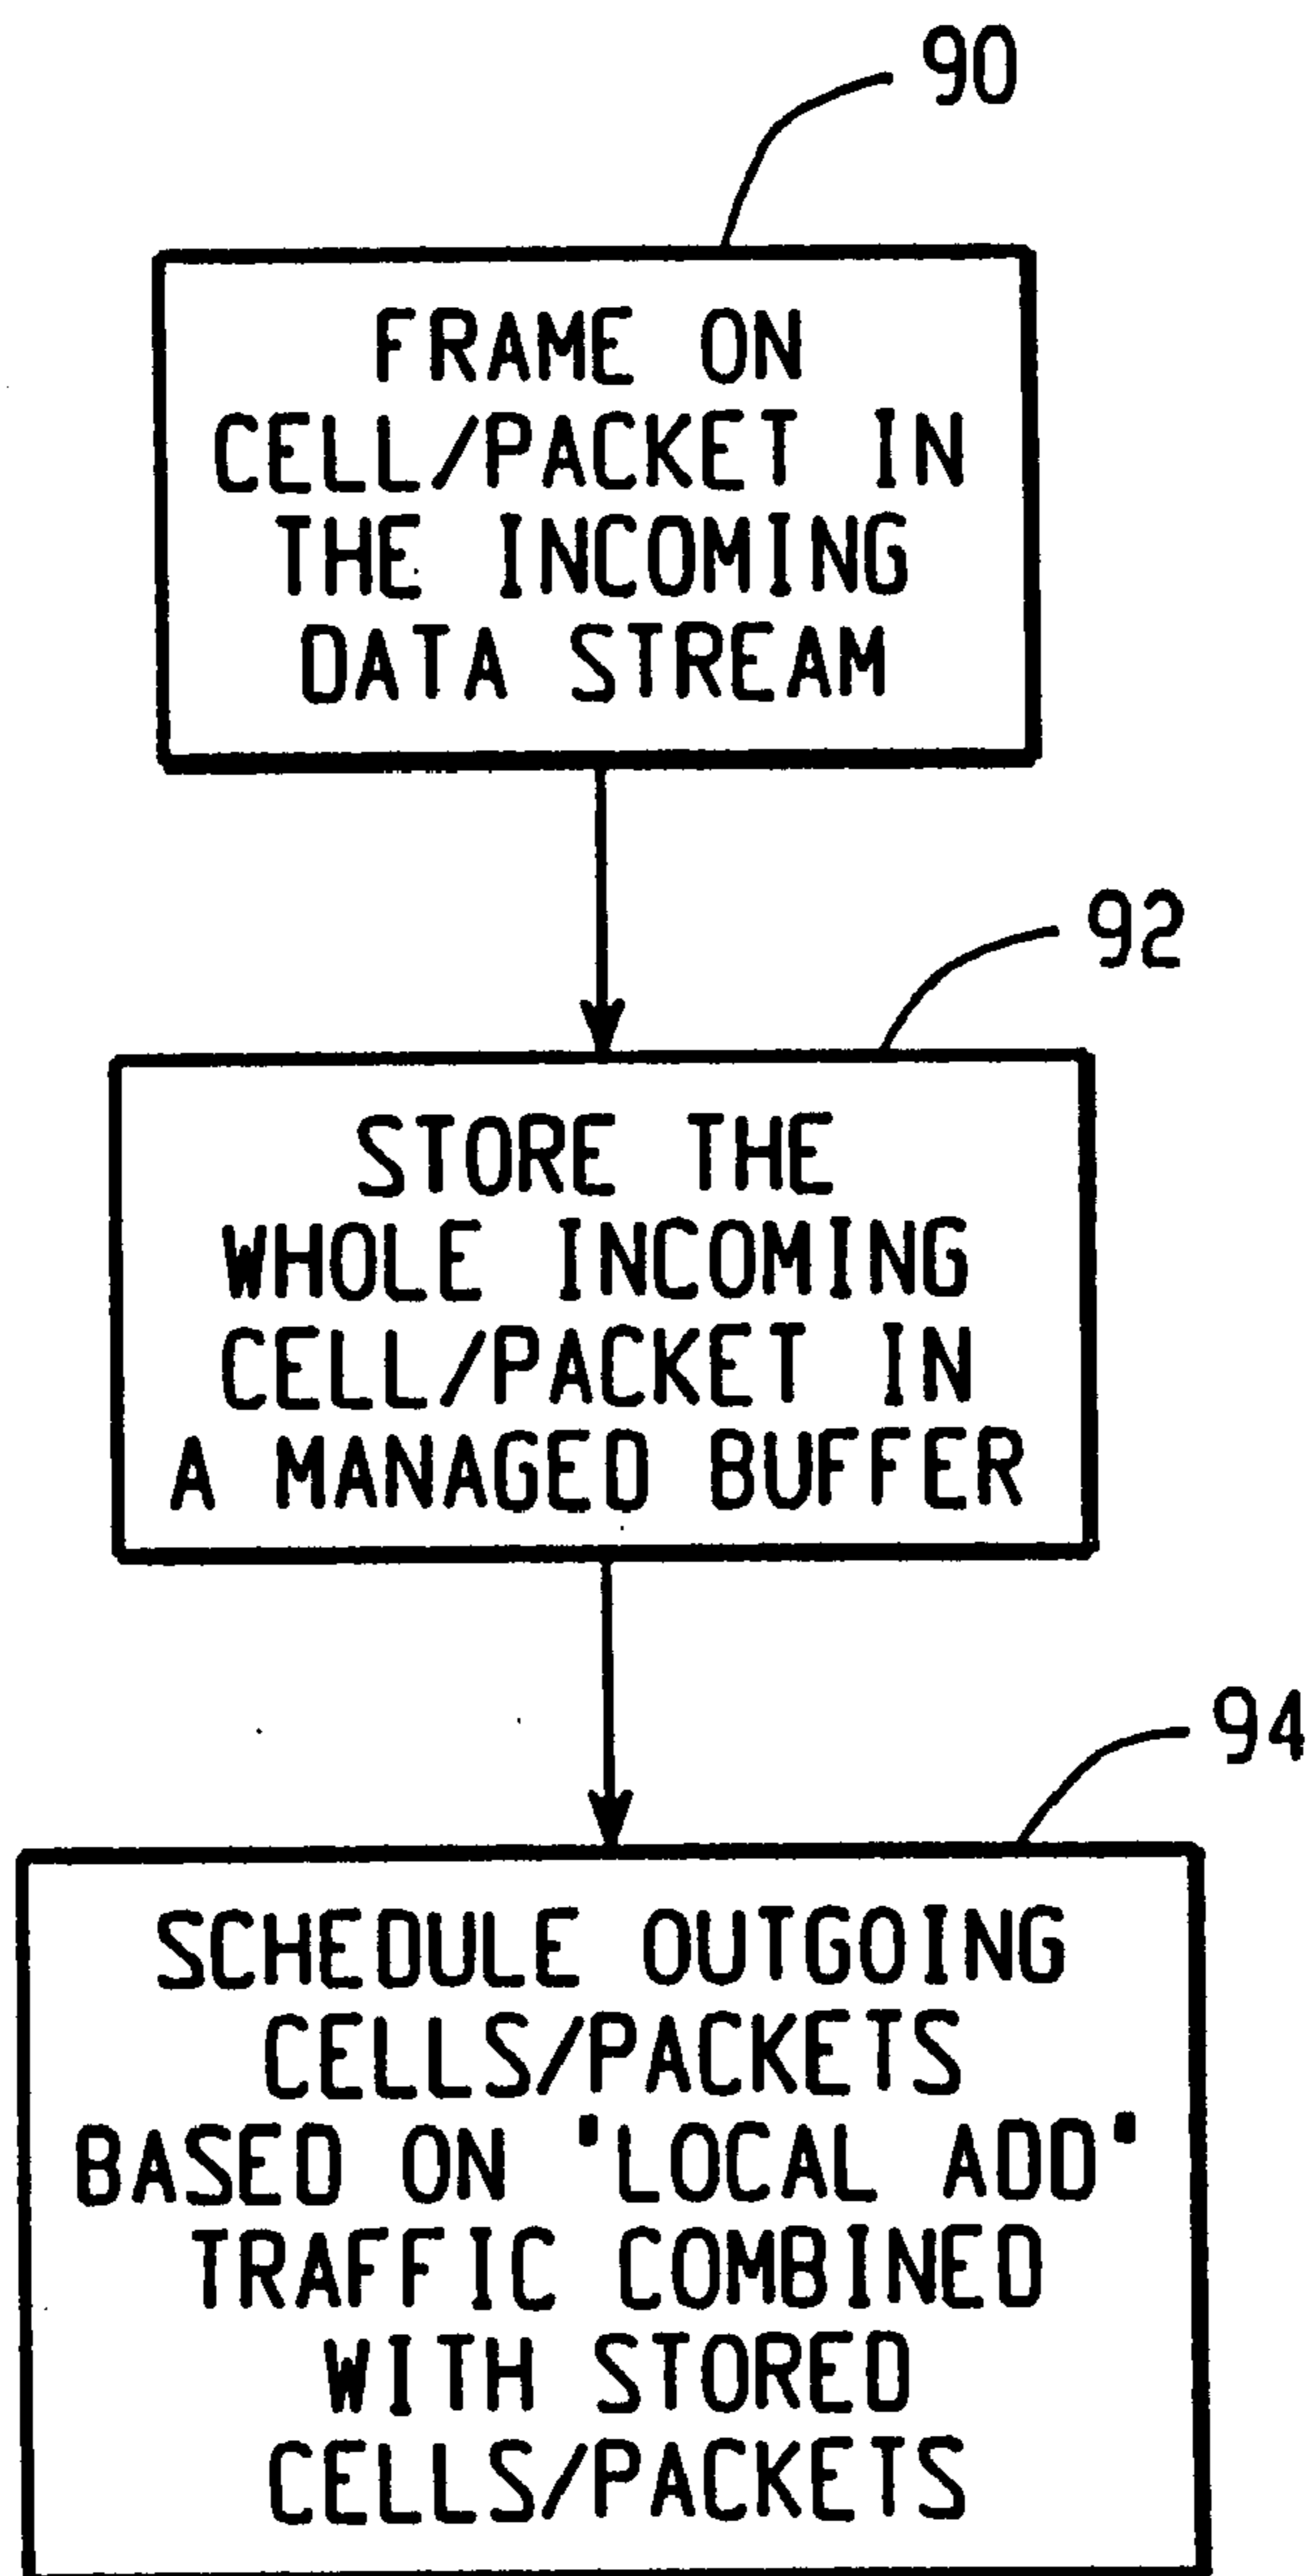 90
FRAME ON
CELL/PACKET IN
THE INCOMING
DATA STREAM
92
STORE THE
WHOLE INCOMING
CELL/PACKET IN
A MANAGED BUFFER
94
SCHEDULE OUTGOING
CELLS/PACKETS
BASED ON "LOCAL ADD"
TRAFFIC COMBINED
WITH STORED
CELLS/PACKETS